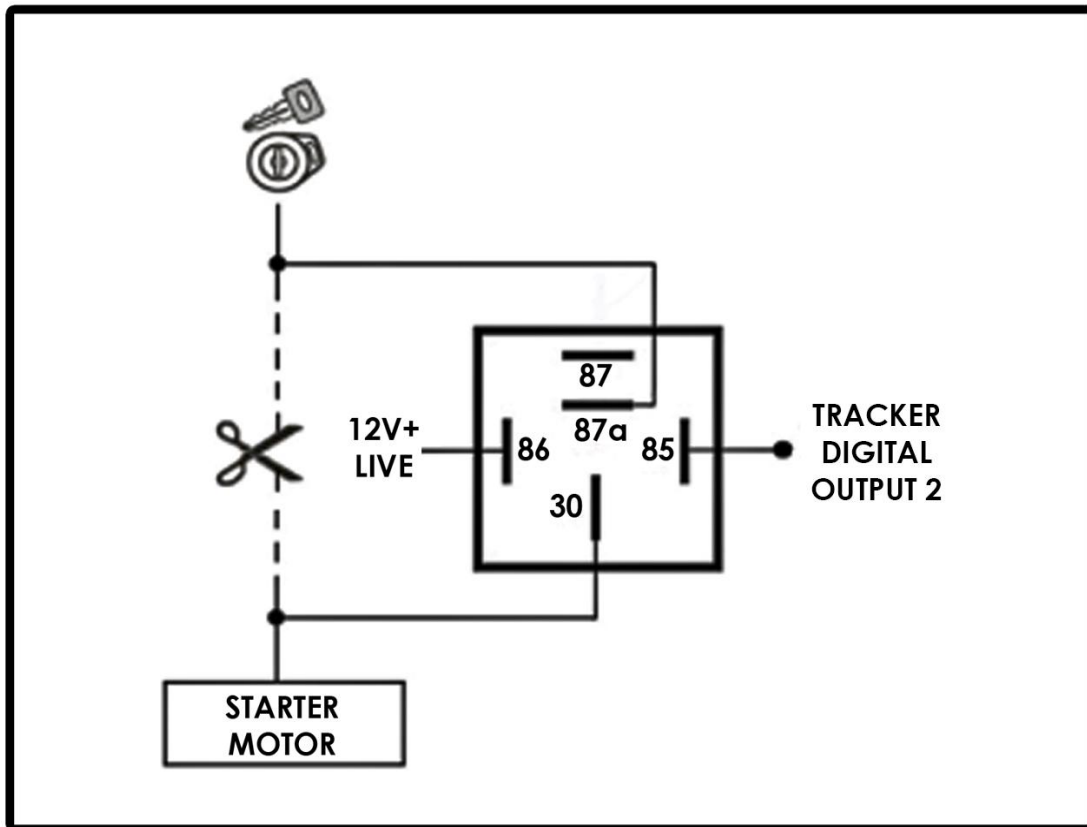 87
87a
12V+
LIVE
86
85
30
TRACKER
DIGITAL
OUTPUT 2
STARTER
MOTOR